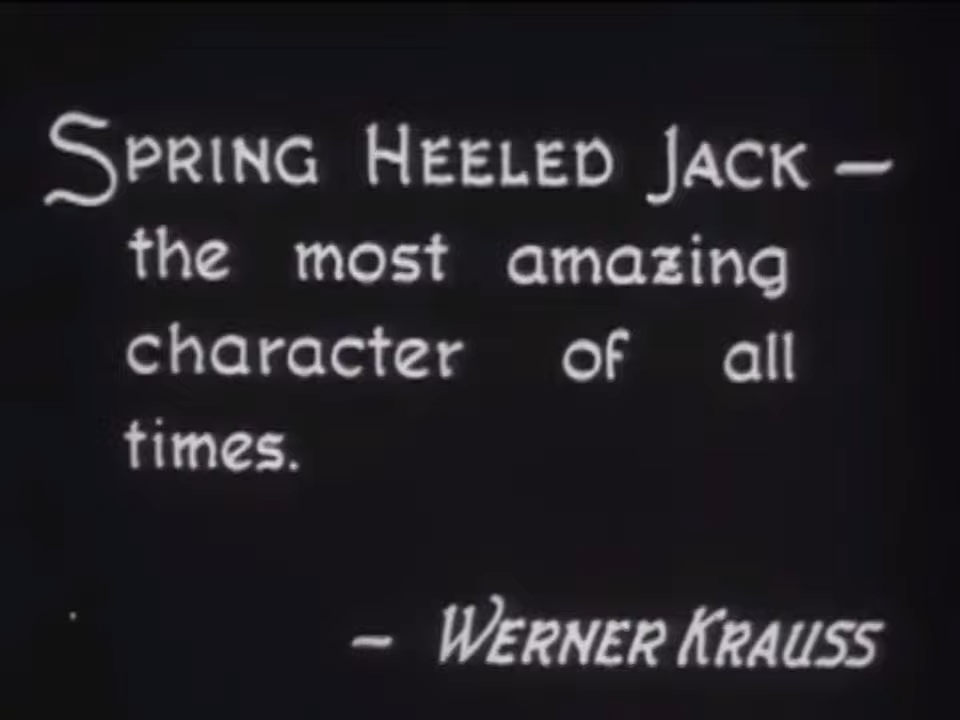 SPRING HEELED JACK —
the most amazing
character of all
times.
— WERNER KRAUSS